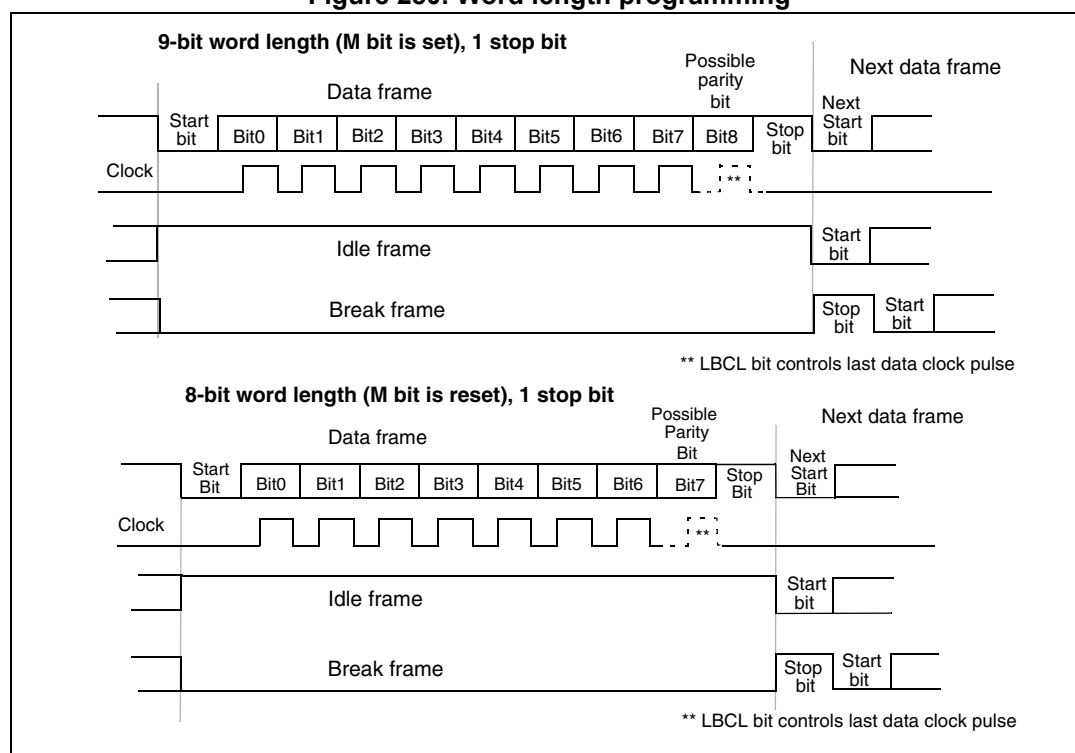 9-bit word length (M bit is set), 1 stop bit
Possible
parity
bit
Next data frame
Data frame
Next
Start
bit
Start
bit
Bit0 Bit1 Bit2 Bit3 Bit4 Bit5 Bit6 Bit7 Bit8
Stop
bit
Clock
**
Idle frame
Start
bit
Break frame
Stop
bit
Start
bit
** LBCL bit controls last data clock pulse
8-bit word length (M bit is reset), 1 stop bit
Possible
Parity
Bit
Next data frame
Data frame
Next
Start
Bit
Start
Bit
Bit0 Bit1 Bit2 Bit3 Bit4 Bit5 Bit6 Bit7
Stop
Bit
Clock
**
Idle frame
Start
bit
Break frame
Stop
bit
Start
bit
** LBCL bit controls last data clock pulse